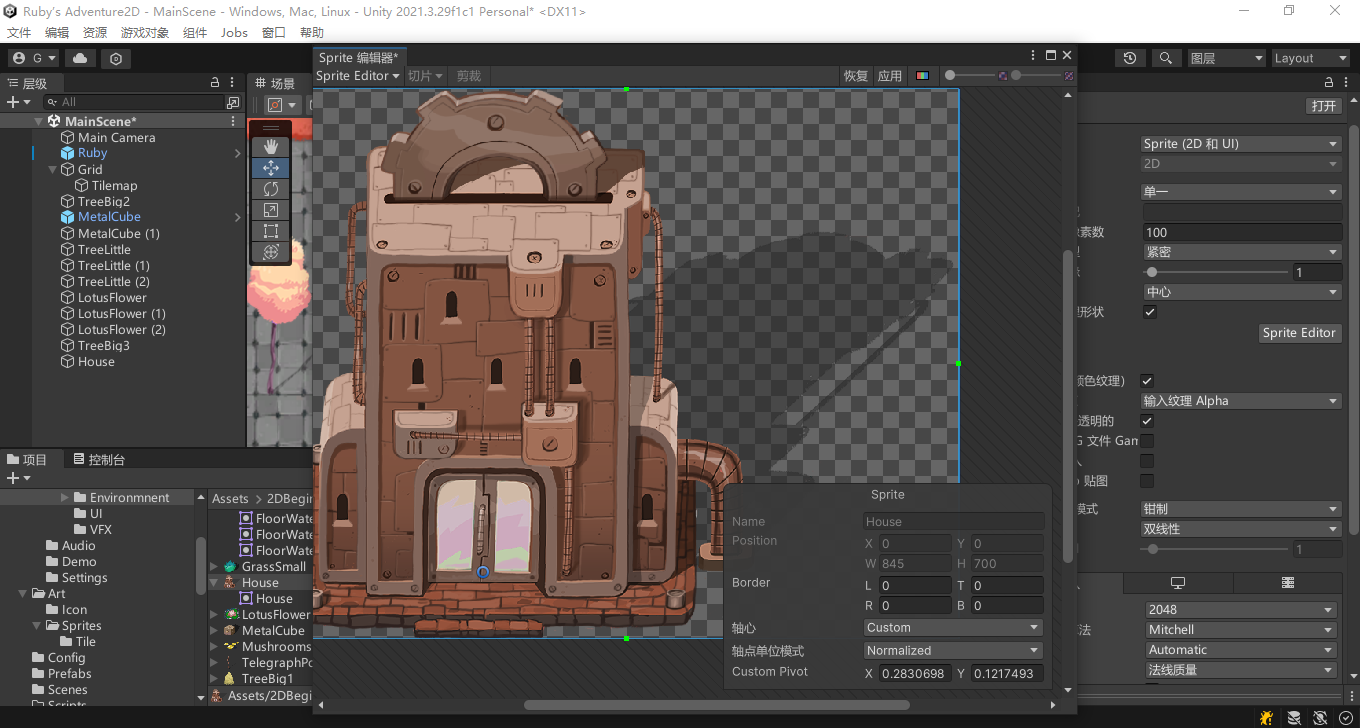 Ruby's Adventure2D - MainScene - Windows, Mac, Linux - Unity 2021.3.29f1c1 Personal* <DX11>
文件 编辑 资源 游戏对象 组件 Jobs 窗口 帮助
G
图层 Layout
层级
All
MainScene*
Main Camera
Ruby
Grid
Tilemap
TreeBig2
MetalCube
MetalCube (1)
TreeLittle
TreeLittle (1)
TreeLittle (2)
LotusFlower
LotusFlower (1)
LotusFlower (2)
TreeBig3
House
场景
Sprite 编辑器*
Sprite Editor 切片 剪裁 恢复 应用
Sprite
Name House
Position X 0 Y 0
W 845 H 700
Border L 0 T 0
R 0 B 0
轴心 Custom
轴点单位模式 Normalized
Custom Pivot X 0.2830698 Y 0.1217493
打开
Sprite (2D 和 UI)
2D
单一
素数 100
紧密
1
中心
形状
Sprite Editor
颜色纹理)
输入纹理 Alpha
透明的
G 文件 Gam
贴图
模式 钳制
双线性
1
2048
算法 Mitchell
Automatic
法线质量
项目 控制台
Environmnent
UI
VFX
Audio
Demo
Settings
Art
Icon
Sprites
Tile
Config
Prefabs
Scenes
Scripts
Assets > 2DBegin
FloorWate
FloorWate
FloorWate
GrassSmall
House
House
LotusFlower
MetalCube
Mushrooms
TelegraphPo
TreeBig1
Assets/2DBegi